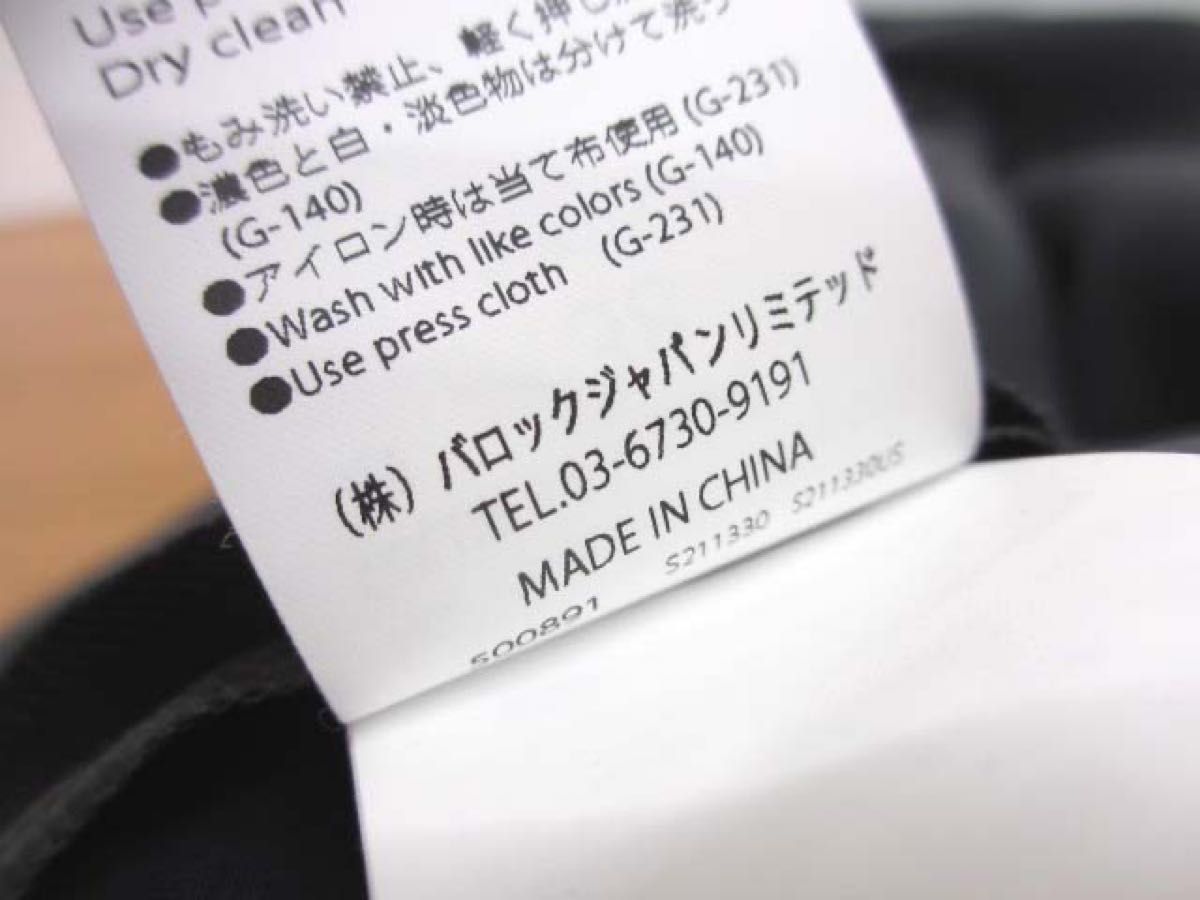 Use
Dry clean
●もみ洗い禁止、軽く押し
●濃色と白・淡色物は分けて洗う
(G-140)
●アイロン時は当て布使用 (G-231)
●Wash with like colors (G-140)
●Use press cloth (G-231)
(株) バロックジャパンリミテッド
TEL.03-6730-9191
MADE IN CHINA
500891 S211330 S211330US